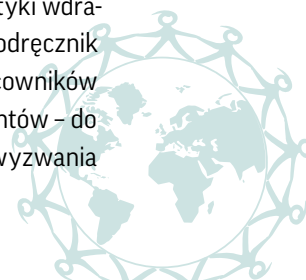 tyki wdra-
odręcznik
cowników
ntów – do
wyzwania